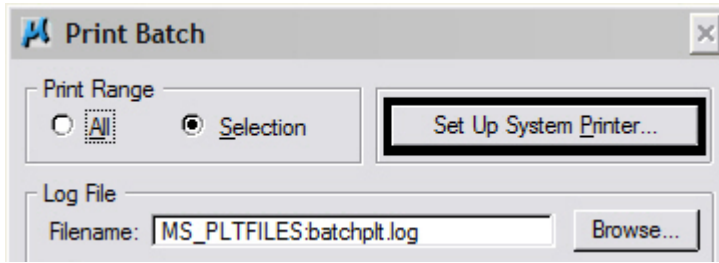 Print Batch
Print Range
All Selection
Set Up System Printer...
Log File
Filename: MS_PLTFILES:batchplt.log Browse...